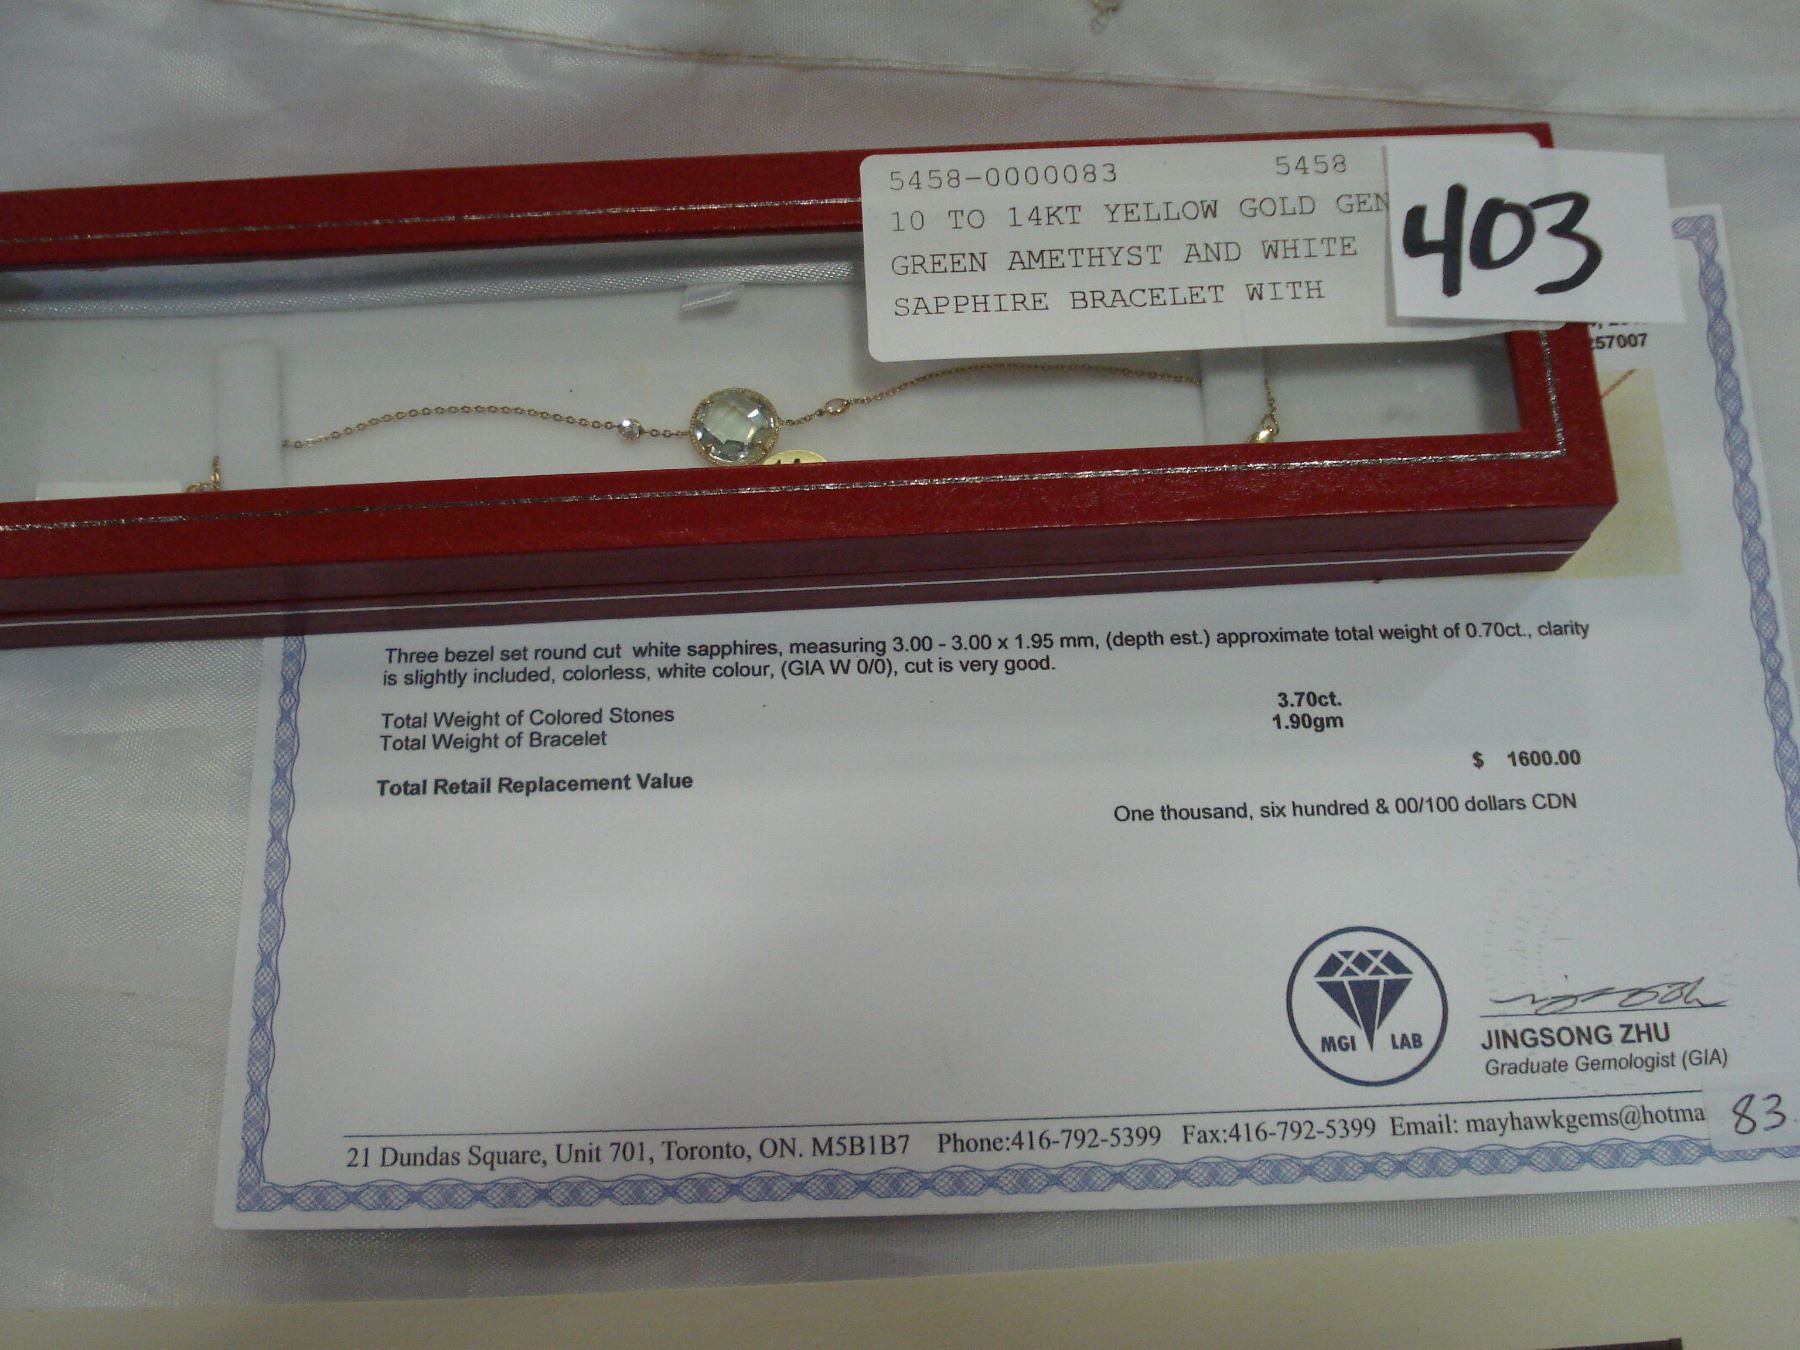 5458-0000083 5458
10 TO 14KT YELLOW GOLD GEN
GREEN AMETHYST AND WHITE
SAPPHIRE BRACELET WITH
403
257007
Three bezel set round cut white sapphires, measuring 3.00 - 3.00 x 1.95 mm, (depth est.) approximate total weight of 0.70ct., clarity
is slightly included, colorless, white colour, (GIA W 0/0), cut is very good.
Total Weight of Colored Stones 3.70ct.
Total Weight of Bracelet 1.90gm
Total Retail Replacement Value $ 1600.00
One thousand, six hundred & 00/100 dollars CDN
MGI LAB
JINGSONG ZHU
Graduate Gemologist (GIA)
21 Dundas Square, Unit 701, Toronto, ON. M5B1B7 Phone:416-792-5399 Fax:416-792-5399 Email: mayhawkgems@hotma
83